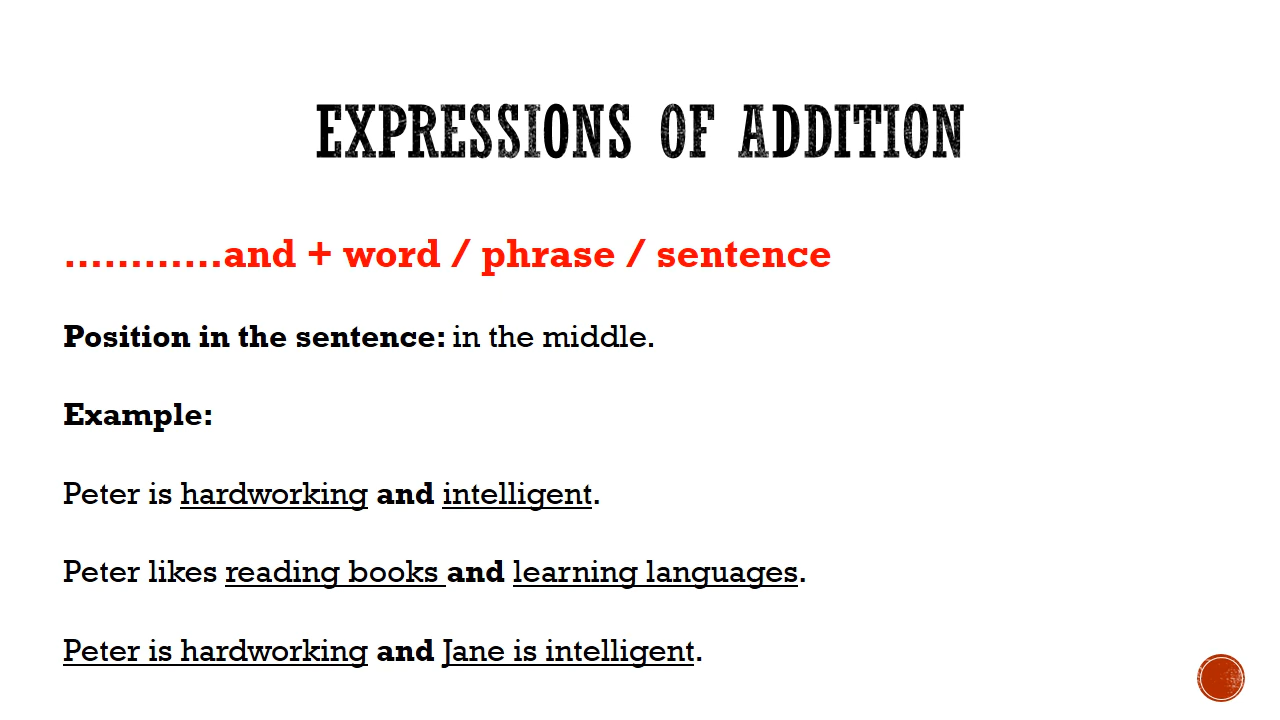 EXPRESSIONS OF ADDITION
............and + word / phrase / sentence
Position in the sentence: in the middle.
Example:
Peter is hardworking and intelligent.
Peter likes reading books and learning languages.
Peter is hardworking and Jane is intelligent.